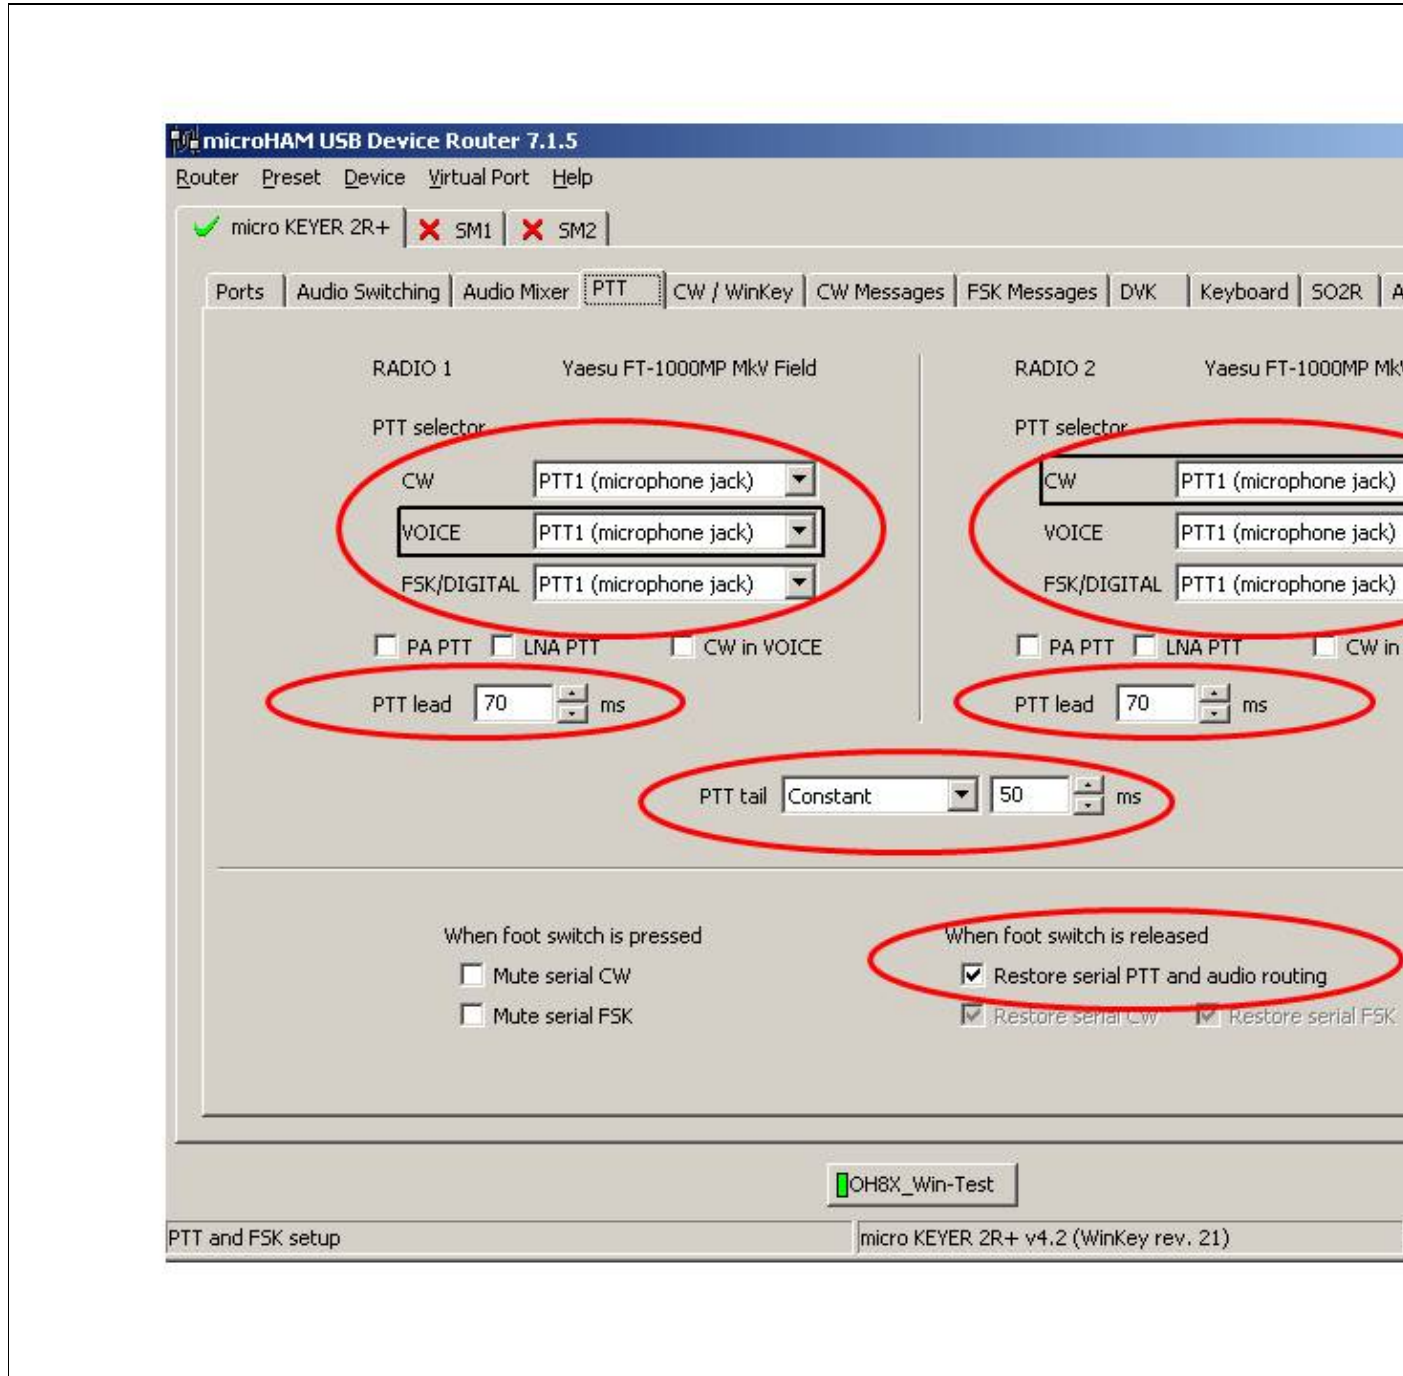 microHAM USB Device Router 7.1.5
Router Preset Device Virtual Port Help
micro KEYER 2R+ SM1 SM2
Ports Audio Switching Audio Mixer PTT CW / WinKey CW Messages FSK Messages DVK Keyboard SO2R A
RADIO 1 Yaesu FT-1000MP MkV Field RADIO 2 Yaesu FT-1000MP MkV
PTT selector PTT selector
CW PTT1 (microphone jack) CW PTT1 (microphone jack)
VOICE PTT1 (microphone jack) VOICE PTT1 (microphone jack)
FSK/DIGITAL PTT1 (microphone jack) FSK/DIGITAL PTT1 (microphone jack)
PA PTT LNA PTT CW in VOICE PA PTT LNA PTT CW in
PTT lead 70 ms PTT lead 70 ms
PTT tail Constant 50 ms
When foot switch is pressed When foot switch is released
Mute serial CW Restore serial PTT and audio routing
Mute serial FSK Restore serial CW Restore serial FSK
OH8X_Win-Test
PTT and FSK setup micro KEYER 2R+ v4.2 (WinKey rev. 21)